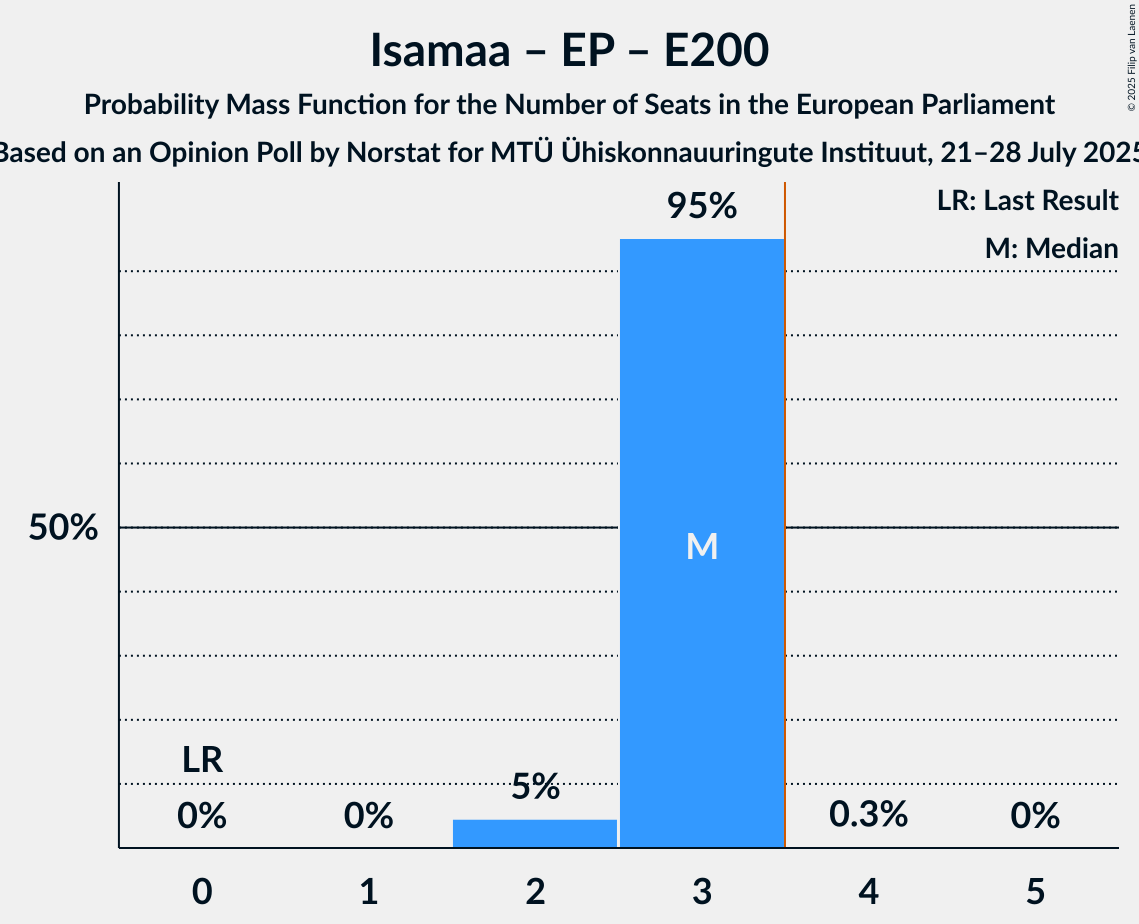 Isamaa – EP – E200
Probability Mass Function for the Number of Seats in the European Parliament
Based on an Opinion Poll by Norstat for MTÜ Ühiskonnauuringute Instituut, 21–28 July 2025
© 2025 Filip van Laenen
LR: Last Result
M: Median
95%
50%
M
LR
0%
0%
5%
0.3%
0%
0
1
2
3
4
5